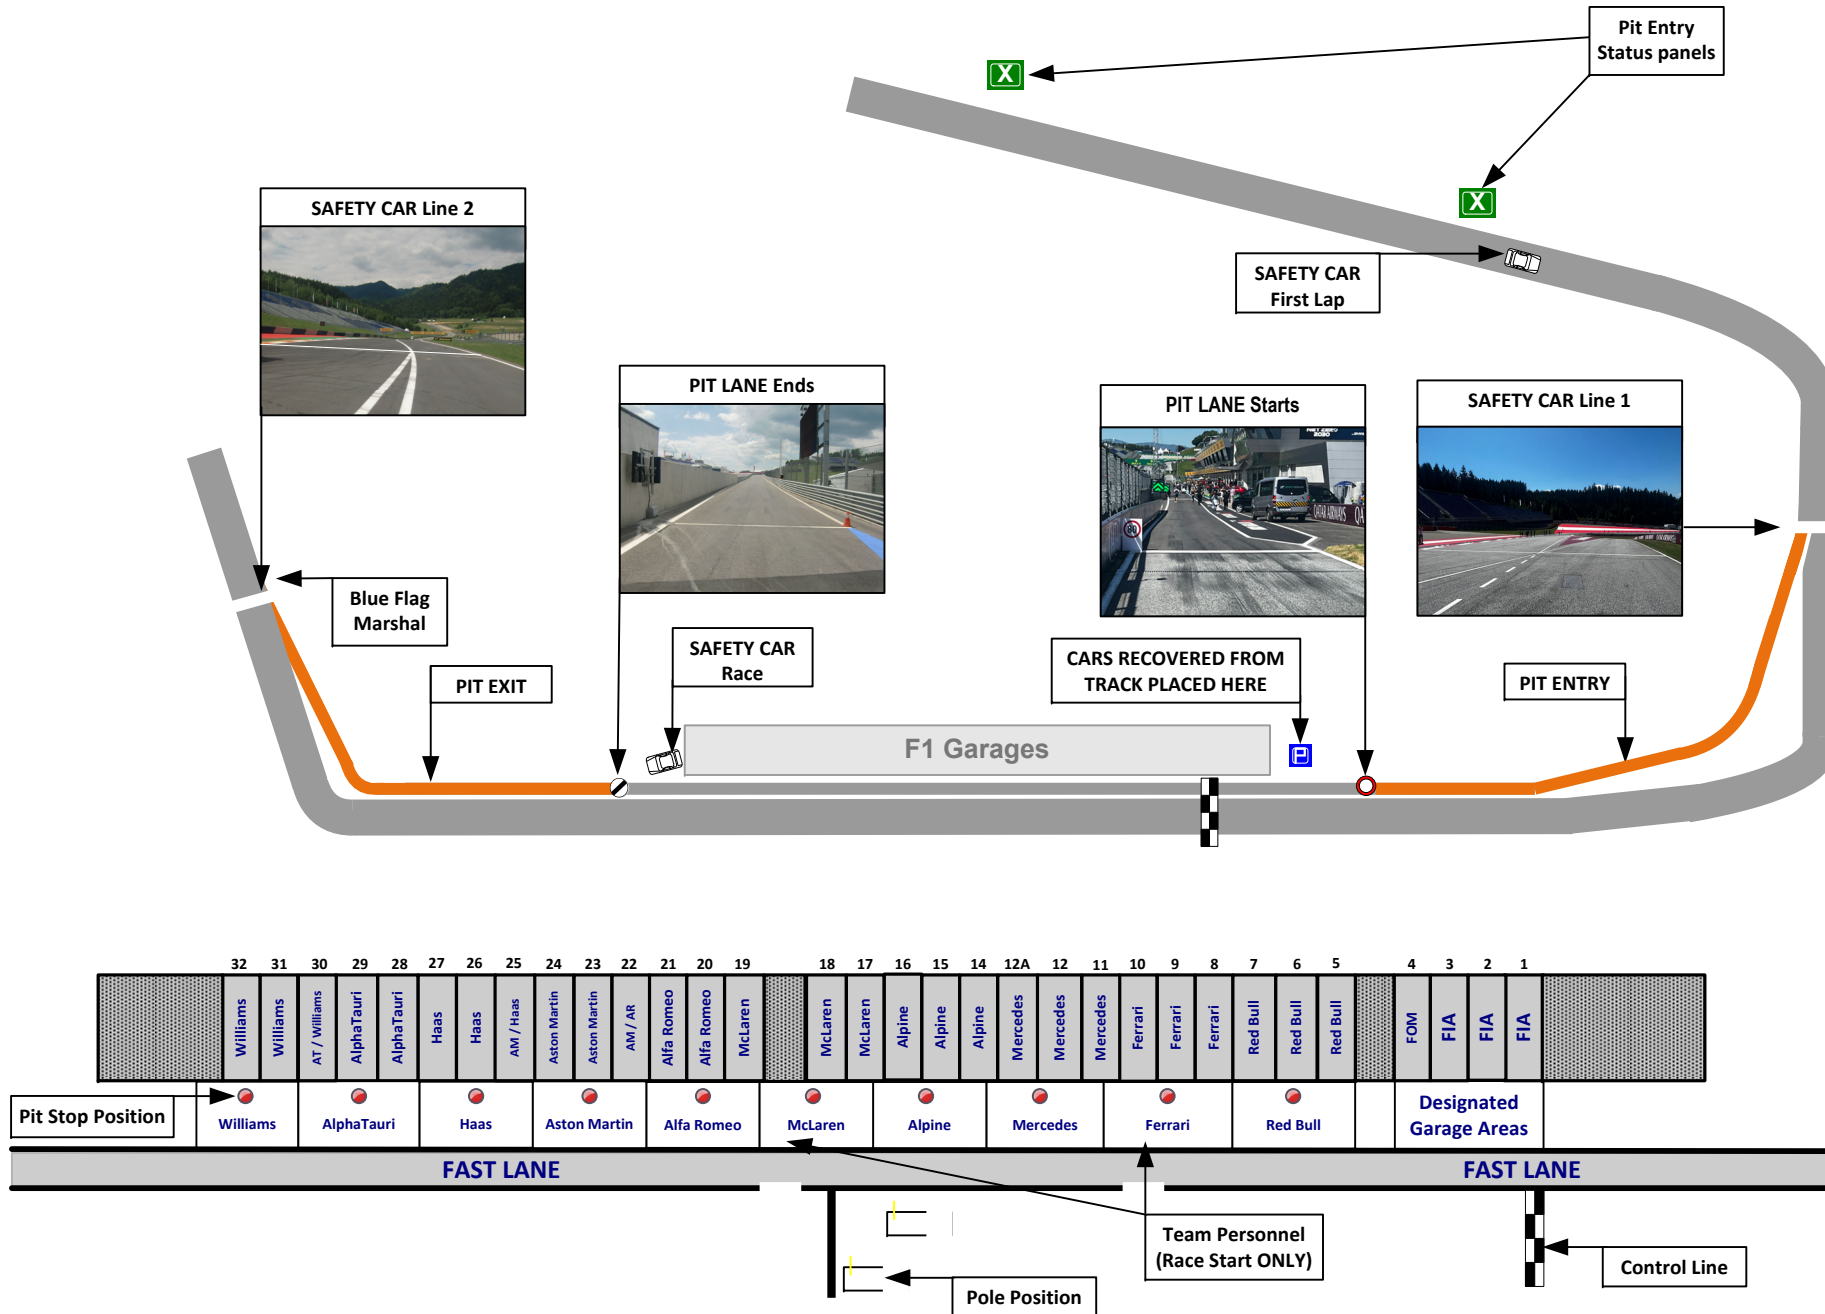 Pit Entry
Status panels
X
X
SAFETY CAR Line 2
SAFETY CAR
First Lap
PIT LANE Ends
PIT LANE Starts
SAFETY CAR Line 1
80
QATAR AIRWAYS
Blue Flag
Marshal
SAFETY CAR
Race
CARS RECOVERED FROM
TRACK PLACED HERE
PIT EXIT
PIT ENTRY
F1 Garages
P
32 31 30 29 28 27 26 25 24 23 22 21 20 19 18 17 16 15 14 12A 12 11 10 9 8 7 6 5 4 3 2 1
Williams
Williams
AT / Williams
AlphaTauri
AlphaTauri
Haas
Haas
AM / Haas
Aston Martin
Aston Martin
AM / AR
Alfa Romeo
Alfa Romeo
McLaren
McLaren
McLaren
Alpine
Alpine
Alpine
Mercedes
Mercedes
Mercedes
Ferrari
Ferrari
Ferrari
Red Bull
Red Bull
Red Bull
FOM
FIA
FIA
FIA
Pit Stop Position
Williams AlphaTauri Haas Aston Martin Alfa Romeo McLaren Alpine Mercedes Ferrari Red Bull
Designated
Garage Areas
FAST LANE FAST LANE
Team Personnel
(Race Start ONLY)
Control Line
Pole Position